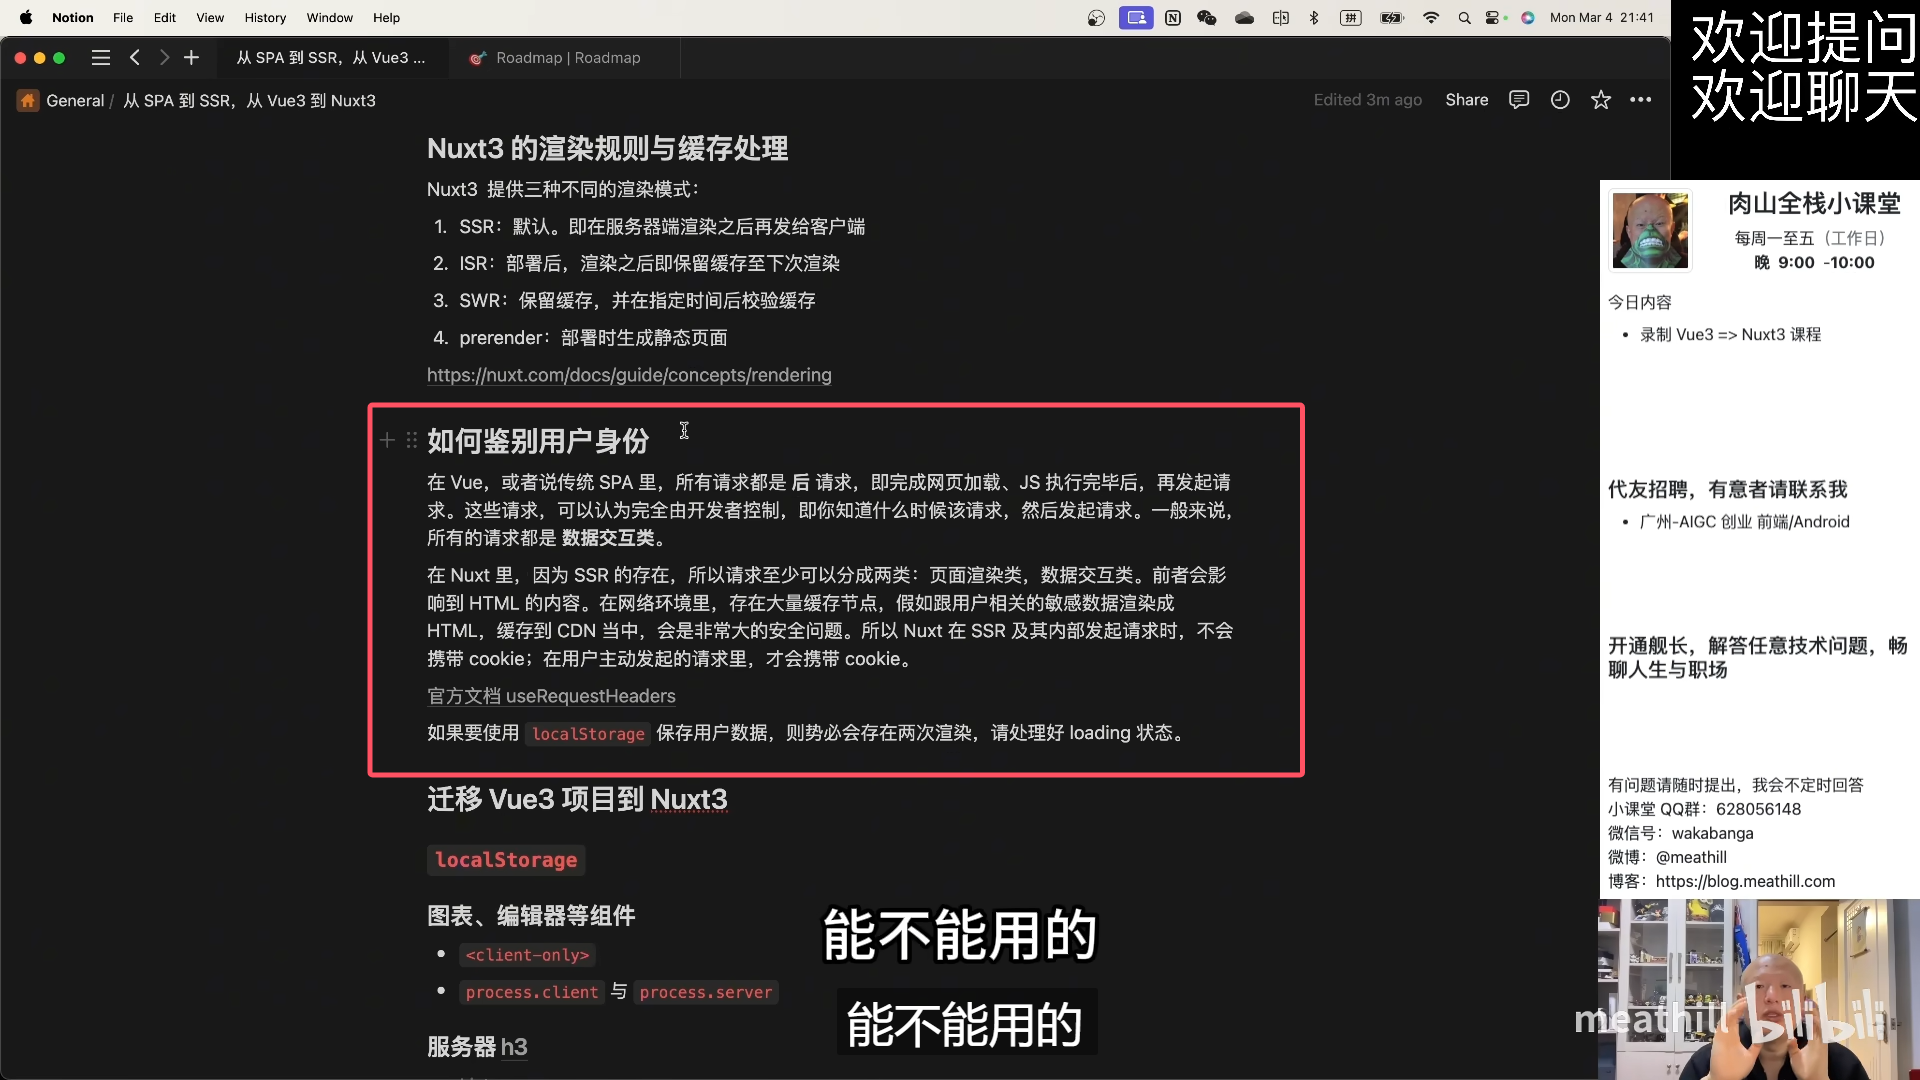 Notion File Edit View History Window Help
拼
Mon Mar 4 21:41
从 SPA 到 SSR，从 Vue3 ...
Roadmap | Roadmap
General / 从 SPA 到 SSR，从 Vue3 到 Nuxt3
Edited 3m ago Share
Nuxt3 的渲染规则与缓存处理
Nuxt3 提供三种不同的渲染模式：
1. SSR：默认。即在服务器端渲染之后再发给客户端
2. ISR：部署后，渲染之后即保留缓存至下次渲染
3. SWR：保留缓存，并在指定时间后校验缓存
4. prerender：部署时生成静态页面
https://nuxt.com/docs/guide/concepts/rendering
如何鉴别用户身份
在 Vue，或者说传统 SPA 里，所有请求都是 后 请求，即完成网页加载、JS 执行完毕后，再发起请
求。这些请求，可以认为完全由开发者控制，即你知道什么时候该请求，然后发起请求。一般来说，
所有的请求都是 数据交互类。
在 Nuxt 里，因为 SSR 的存在，所以请求至少可以分成两类：页面渲染类，数据交互类。前者会影
响到 HTML 的内容。在网络环境里，存在大量缓存节点，假如跟用户相关的敏感数据渲染成
HTML，缓存到 CDN 当中，会是非常大的安全问题。所以 Nuxt 在 SSR 及其内部发起请求时，不会
携带 cookie；在用户主动发起的请求里，才会携带 cookie。
官方文档 useRequestHeaders
如果要使用 localStorage 保存用户数据，则势必会存在两次渲染，请处理好 loading 状态。
迁移 Vue3 项目到 Nuxt3
localStorage
图表、编辑器等组件
• <client-only>
• process.client 与 process.server
服务器 h3
能不能用的
能不能用的
欢迎提问
欢迎聊天
肉山全栈小课堂
每周一至五（工作日）
晚 9:00 -10:00
今日内容
• 录制 Vue3 => Nuxt3 课程
代友招聘，有意者请联系我
• 广州-AIGC 创业 前端/Android
开通舰长，解答任意技术问题，畅
聊人生与职场
有问题请随时提出，我会不定时回答
小课堂 QQ群：628056148
微信号：wakabanga
微博：@meathill
博客：https://blog.meathill.com
meathill bilibili